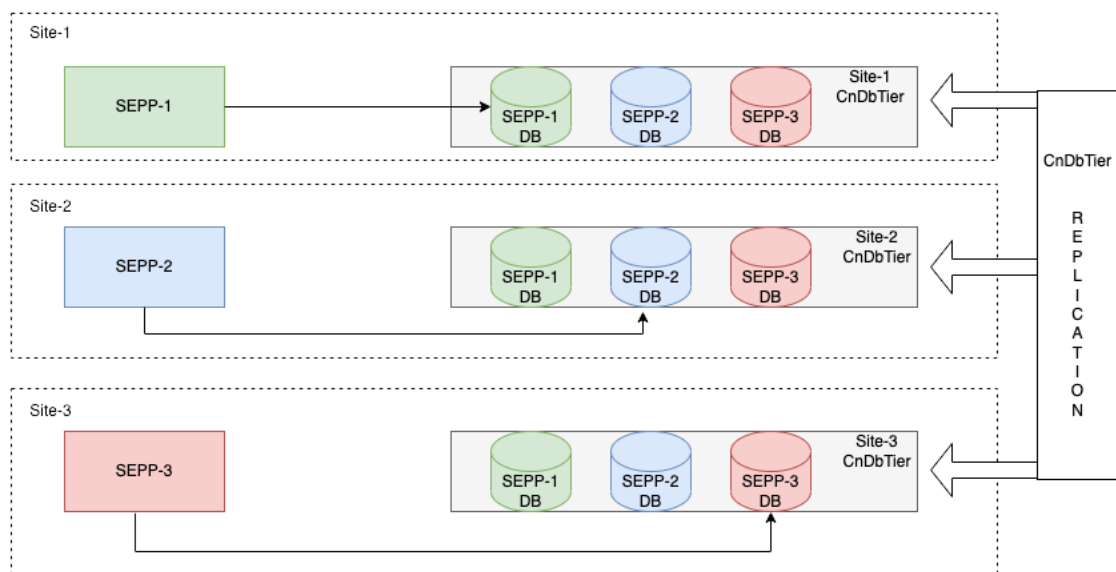 Site-1
SEPP-1
SEPP-1
DB
SEPP-2
DB
SEPP-3
DB
Site-1
CnDbTier
Site-2
SEPP-2
SEPP-1
DB
SEPP-2
DB
SEPP-3
DB
Site-2
CnDbTier
Site-3
SEPP-3
SEPP-1
DB
SEPP-2
DB
SEPP-3
DB
Site-3
CnDbTier
CnDbTier
R
E
P
L
I
C
A
T
I
O
N